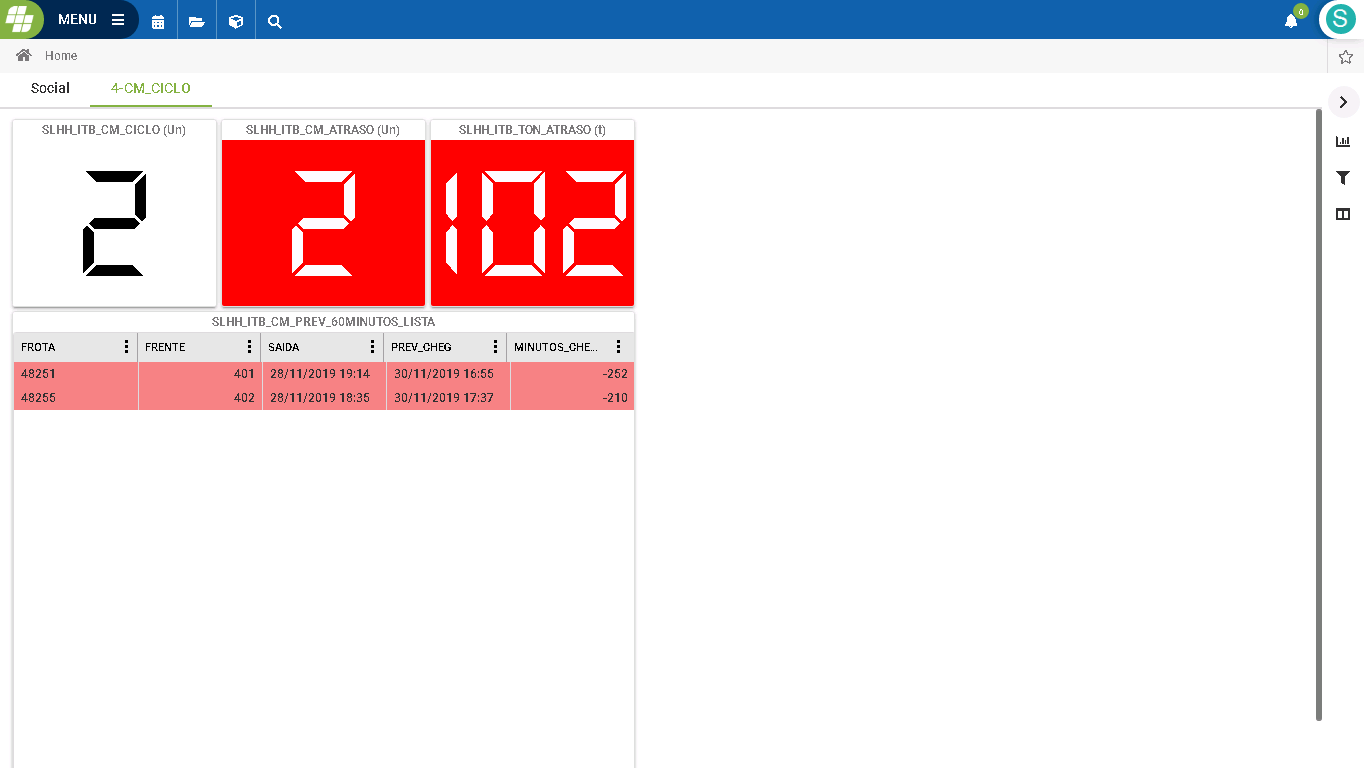 MENU
0
S
Home
Social
4-CM_CICLO
SLHH_ITB_CM_CICLO (Un)
SLHH_ITB_CM_ATRASO (Un)
SLHH_ITB_TON_ATRASO (t)
2
2
102
SLHH_ITB_CM_PREV_60MINUTOS_LISTA
FROTA FRENTE SAIDA PREV_CHEG MINUTOS_CHE...
48251 401 28/11/2019 19:14 30/11/2019 16:55 -252
48255 402 28/11/2019 18:35 30/11/2019 17:37 -210